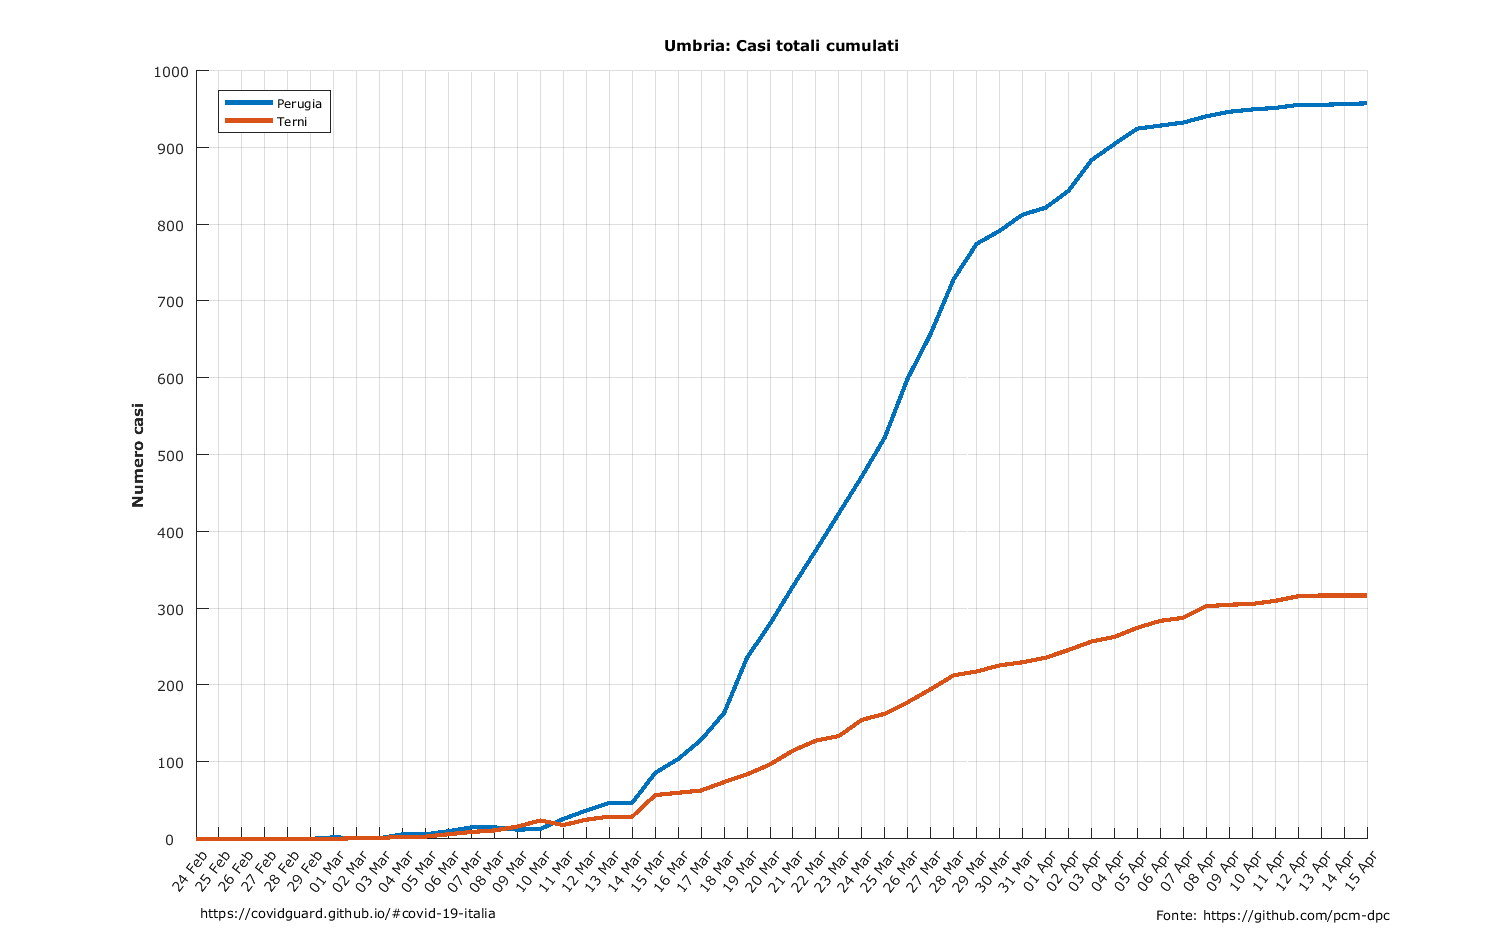 Umbria: Casi totali cumulati
1000
900
800
700
600
500
400
300
200
100
0
Numero casi
Perugia
Terni
24 Feb
25 Feb
26 Feb
27 Feb
28 Feb
29 Feb
01 Mar
02 Mar
03 Mar
04 Mar
05 Mar
06 Mar
07 Mar
08 Mar
09 Mar
10 Mar
11 Mar
12 Mar
13 Mar
14 Mar
15 Mar
16 Mar
17 Mar
18 Mar
19 Mar
20 Mar
21 Mar
22 Mar
23 Mar
24 Mar
25 Mar
26 Mar
27 Mar
28 Mar
29 Mar
30 Mar
31 Mar
01 Apr
02 Apr
03 Apr
04 Apr
05 Apr
06 Apr
07 Apr
08 Apr
09 Apr
10 Apr
11 Apr
12 Apr
13 Apr
14 Apr
15 Apr
https://covidguard.github.io/#covid-19-italia
Fonte: https://github.com/pcm-dpc